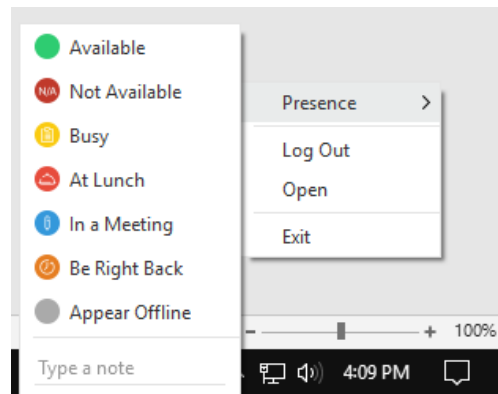 Available
N/A Not Available
Busy
At Lunch
In a Meeting
Be Right Back
Appear Offline
Type a note
Presence
Log Out
Open
Exit
- + 100%
4:09 PM